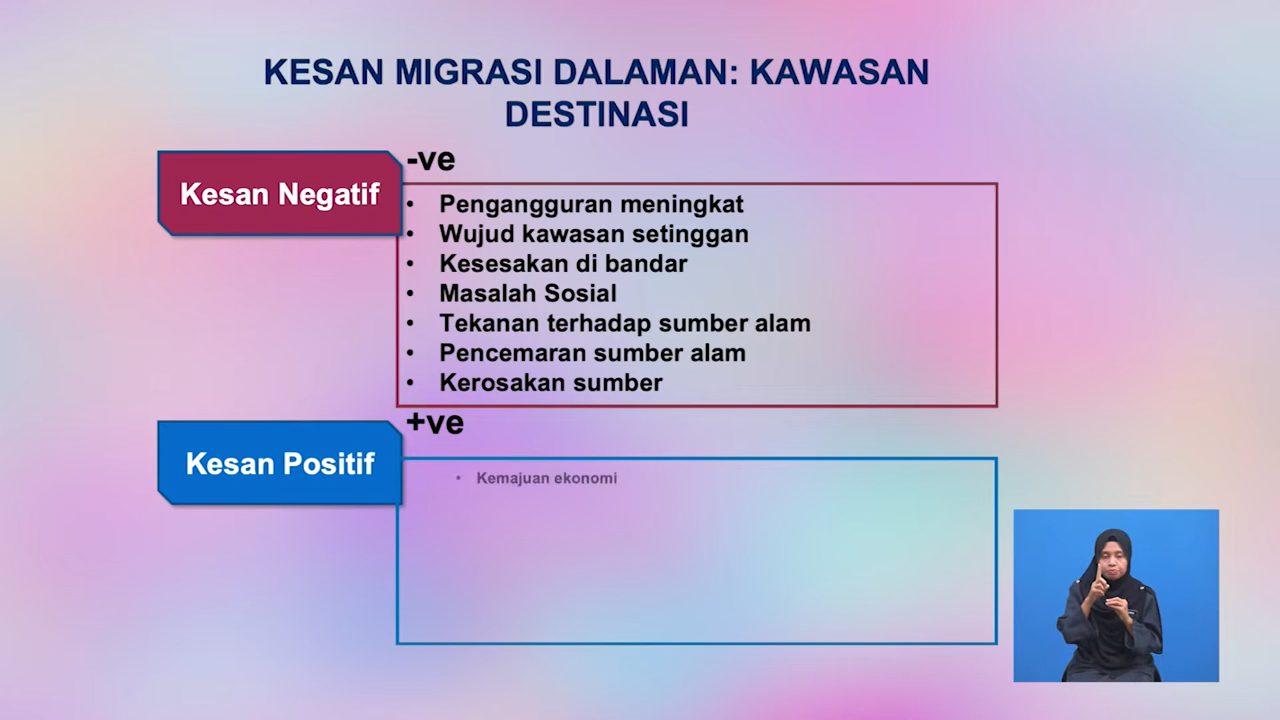 KESAN MIGRASI DALAMAN: KAWASAN
DESTINASI
-ve
Kesan Negatif
• Pengangguran meningkat
• Wujud kawasan setinggan
• Kesesakan di bandar
• Masalah Sosial
• Tekanan terhadap sumber alam
• Pencemaran sumber alam
• Kerosakan sumber
+ve
Kesan Positif
• Kemajuan ekonomi